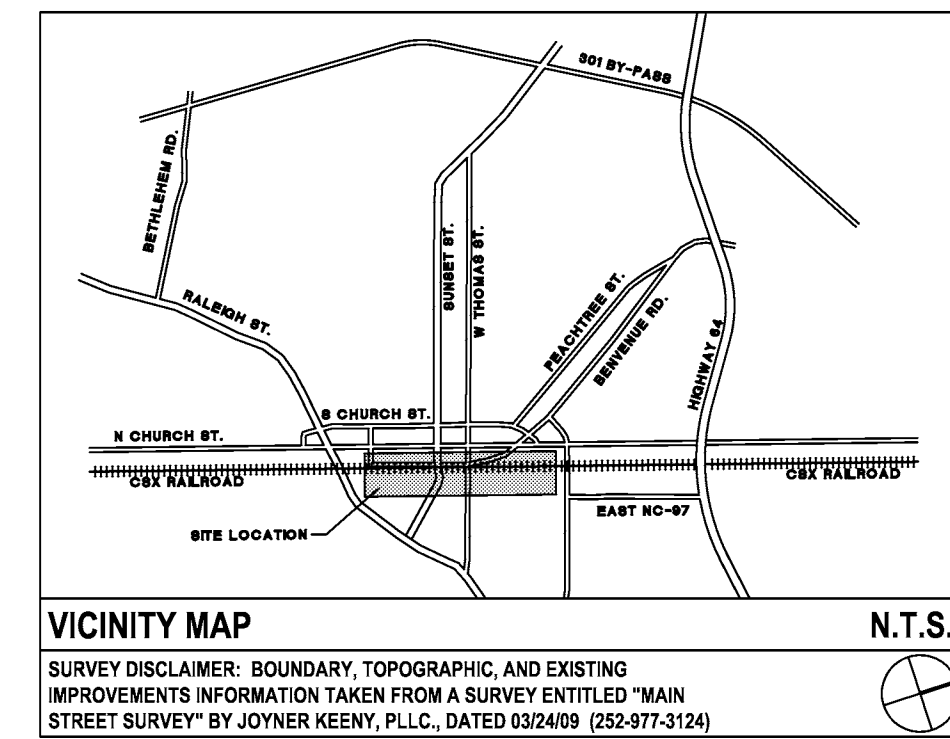 301 BY-PASS
BETHLEHEM RD.
SUNSET ST.
W THOMAS ST.
RALEIGH ST.
PEACHTREE ST.
BENVENUE RD.
HIGHWAY 64
S CHURCH ST.
N CHURCH ST.
CSX RAILROAD
CSX RAILROAD
EAST NC-97
SITE LOCATION
VICINITY MAP
N.T.S.
SURVEY DISCLAIMER: BOUNDARY, TOPOGRAPHIC, AND EXISTING
IMPROVEMENTS INFORMATION TAKEN FROM A SURVEY ENTITLED "MAIN
STREET SURVEY" BY JOYNER KEENY, PLLC., DATED 03/24/09 (252-977-3124)